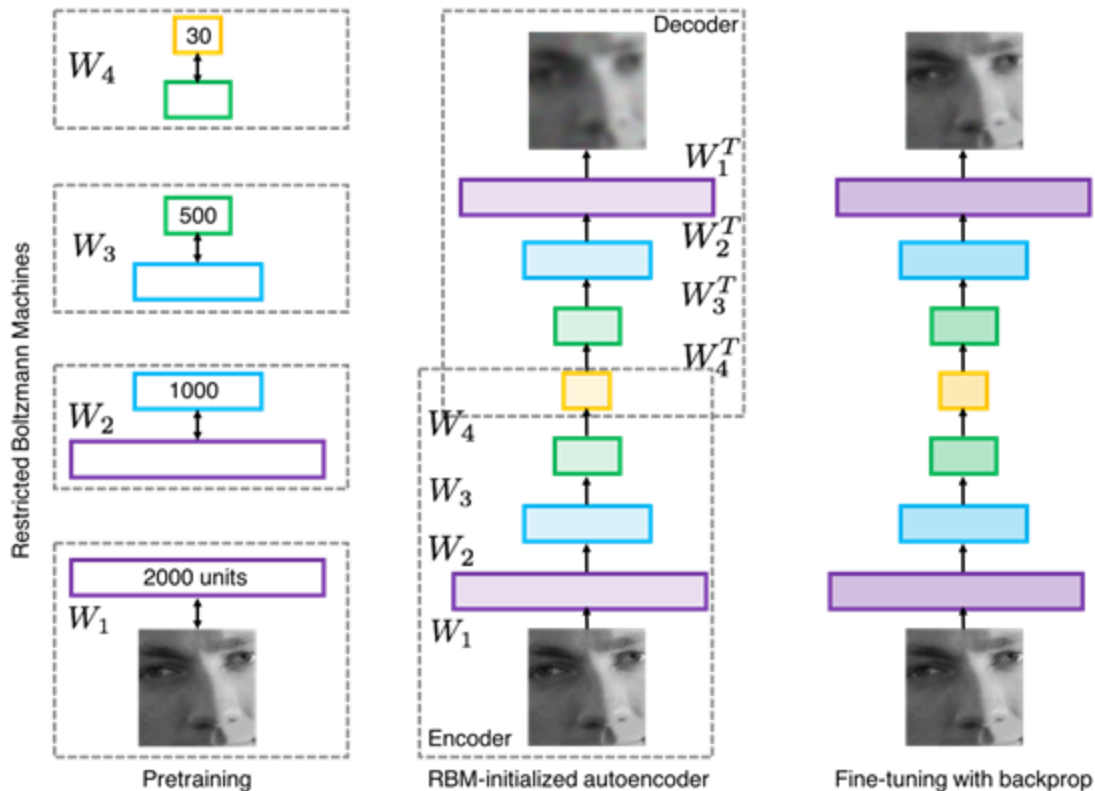 Restricted Boltzmann Machines
30
W₄
500
W₃
1000
W₂
2000 units
W₁
Pretraining
Decoder
W₁ᵀ
W₂ᵀ
W₃ᵀ
W₄ᵀ
W₄
W₃
W₂
W₁
Encoder
RBM-initialized autoencoder
Fine-tuning with backprop